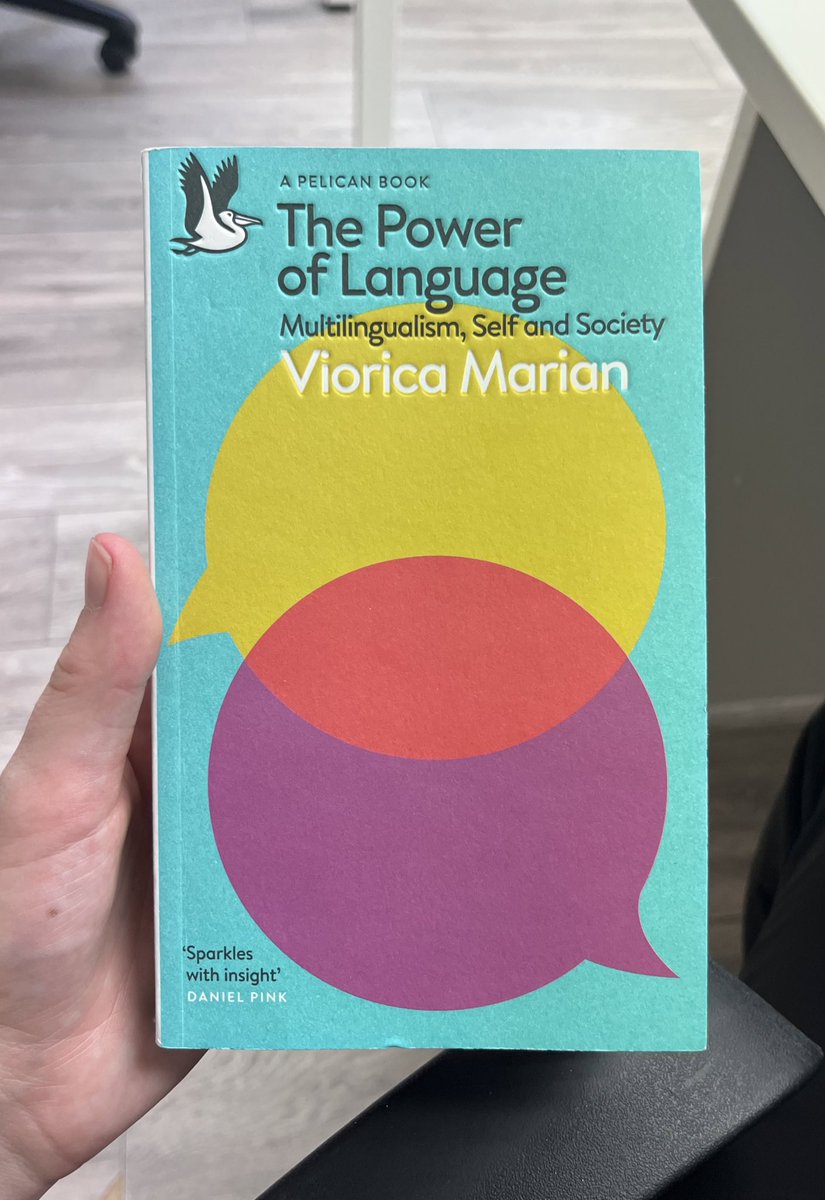 A PELICAN BOOK
The Power
of Language
Multilingualism, Self and Society
Viorica Marian
‘Sparkles
with insight’
DANIEL PINK